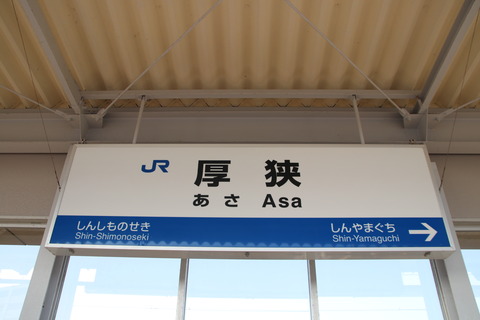 JR 厚狭
あさ Asa
しんしものせき しんやまぐち
Shin-Shimonoseki Shin-Yamaguchi